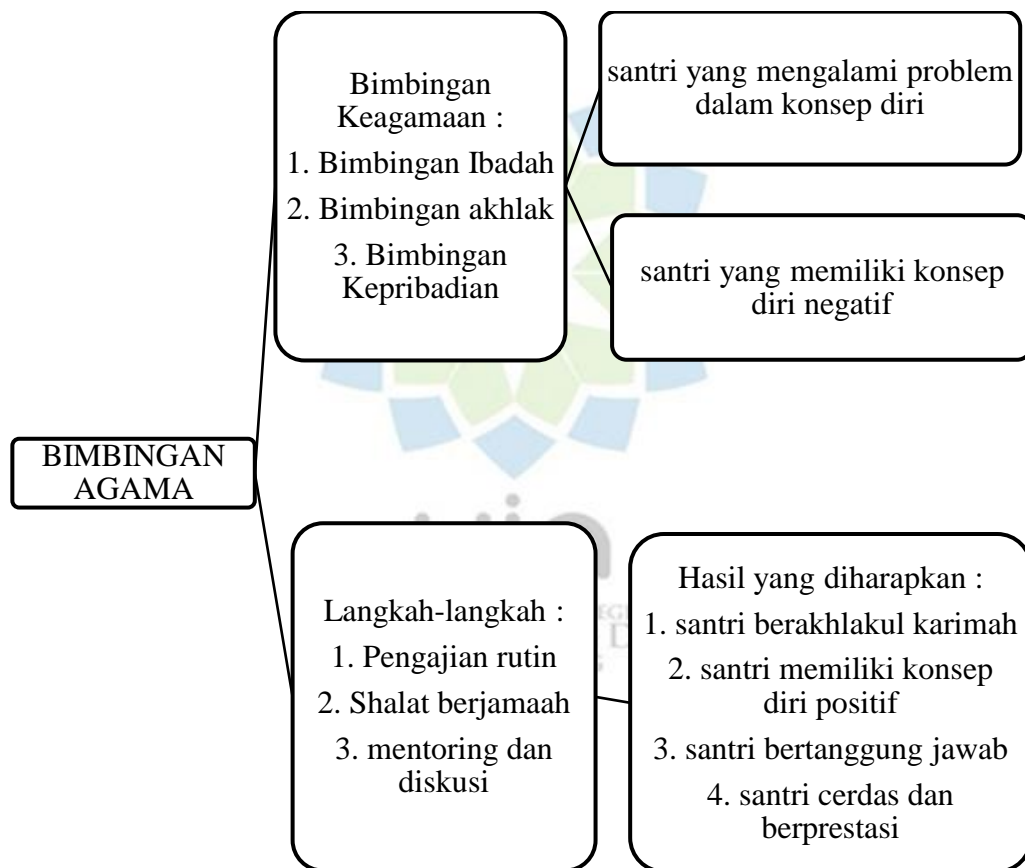 Bimbingan
Keagamaan :
1. Bimbingan Ibadah
2. Bimbingan akhlak
3. Bimbingan
Kepribadian
santri yang mengalami problem
dalam konsep diri
santri yang memiliki konsep
diri negatif
BIMBINGAN
AGAMA
Langkah-langkah :
1. Pengajian rutin
2. Shalat berjamaah
3. mentoring dan
diskusi
Hasil yang diharapkan :
1. santri berakhlakul karimah
2. santri memiliki konsep
diri positif
3. santri bertanggung jawab
4. santri cerdas dan
berprestasi